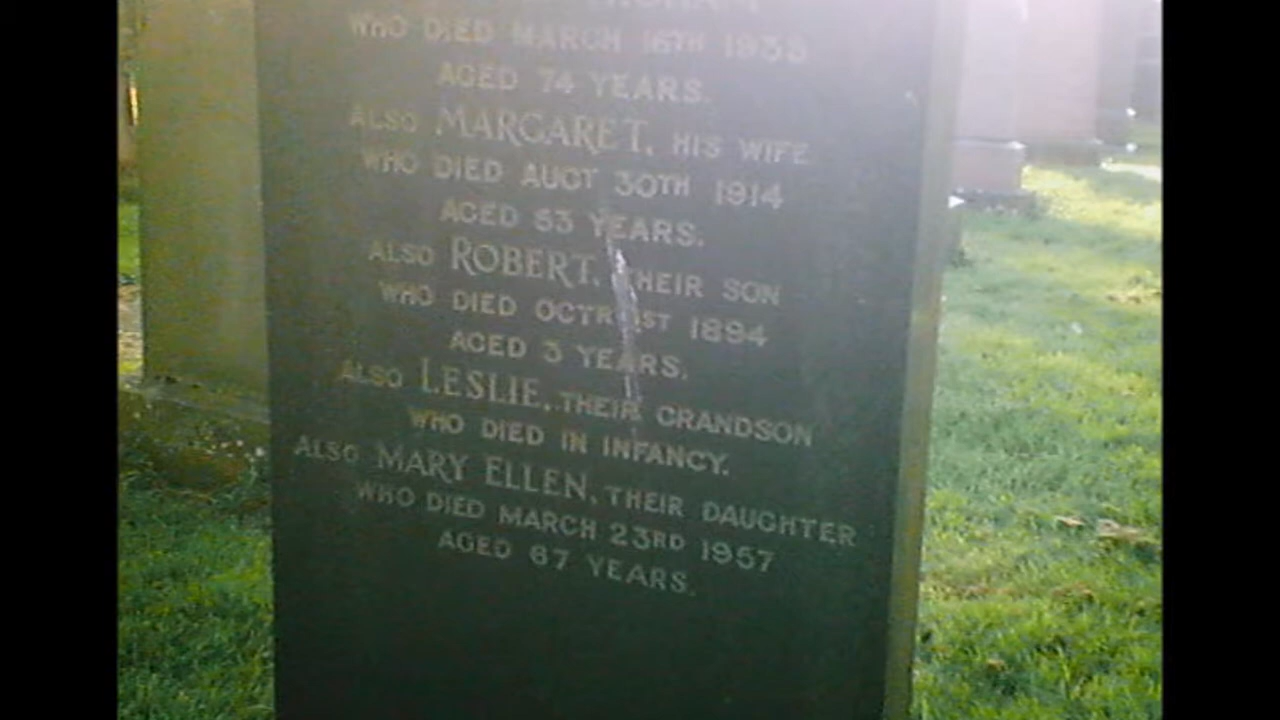 WHO DIED MARCH 16TH 1938
AGED 74 YEARS.
ALSO MARGARET, HIS WIFE
WHO DIED AUGT 30TH 1914
AGED 53 YEARS.
ALSO ROBERT, THEIR SON
WHO DIED OCTR 1ST 1894
AGED 3 YEARS.
ALSO LESLIE, THEIR GRANDSON
WHO DIED IN INFANCY.
ALSO MARY ELLEN, THEIR DAUGHTER
WHO DIED MARCH 23RD 1957
AGED 67 YEARS.